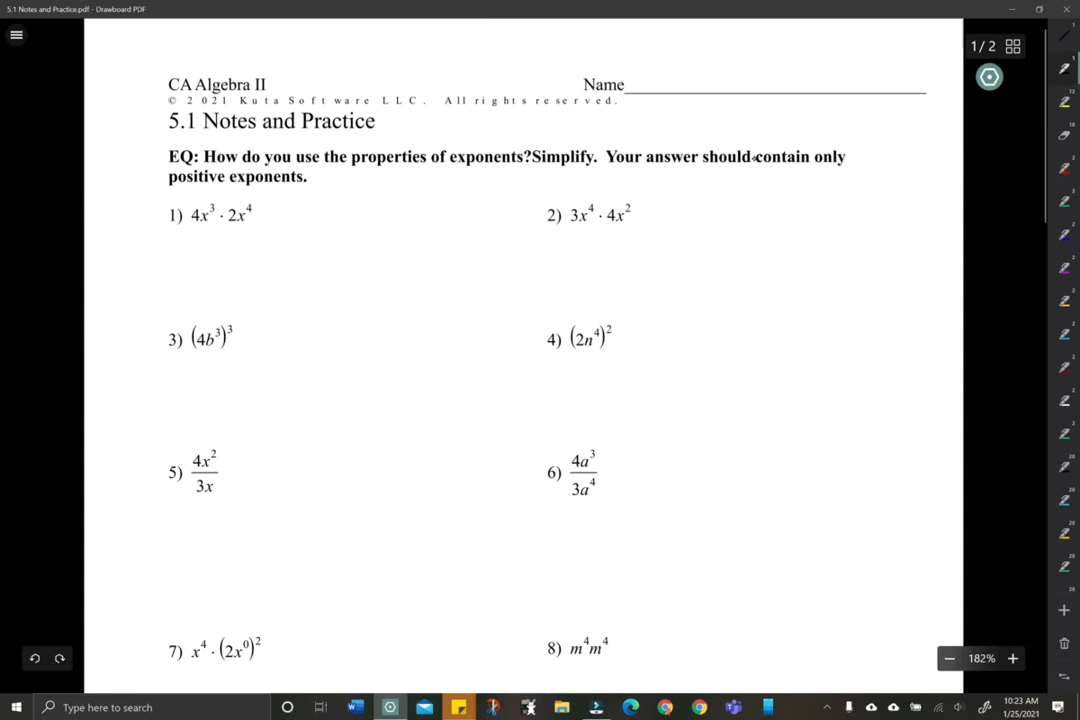 5.1 Notes and Practice.pdf - Drawboard PDF
1 / 2
CA Algebra II
Name
© 2021 Kuta Software LLC. All rights reserved.
5.1 Notes and Practice
EQ: How do you use the properties of exponents?Simplify. Your answer should contain only
positive exponents.
1) 4x³ · 2x⁴
2) 3x⁴ · 4x²
3) (4b³)³
4) (2n⁴)²
5) 4x²/3x
6) 4a³/3a⁴
7) x⁴ · (2x⁰)²
8) m⁴m⁴
182%
Type here to search
10:23 AM
1/25/2021